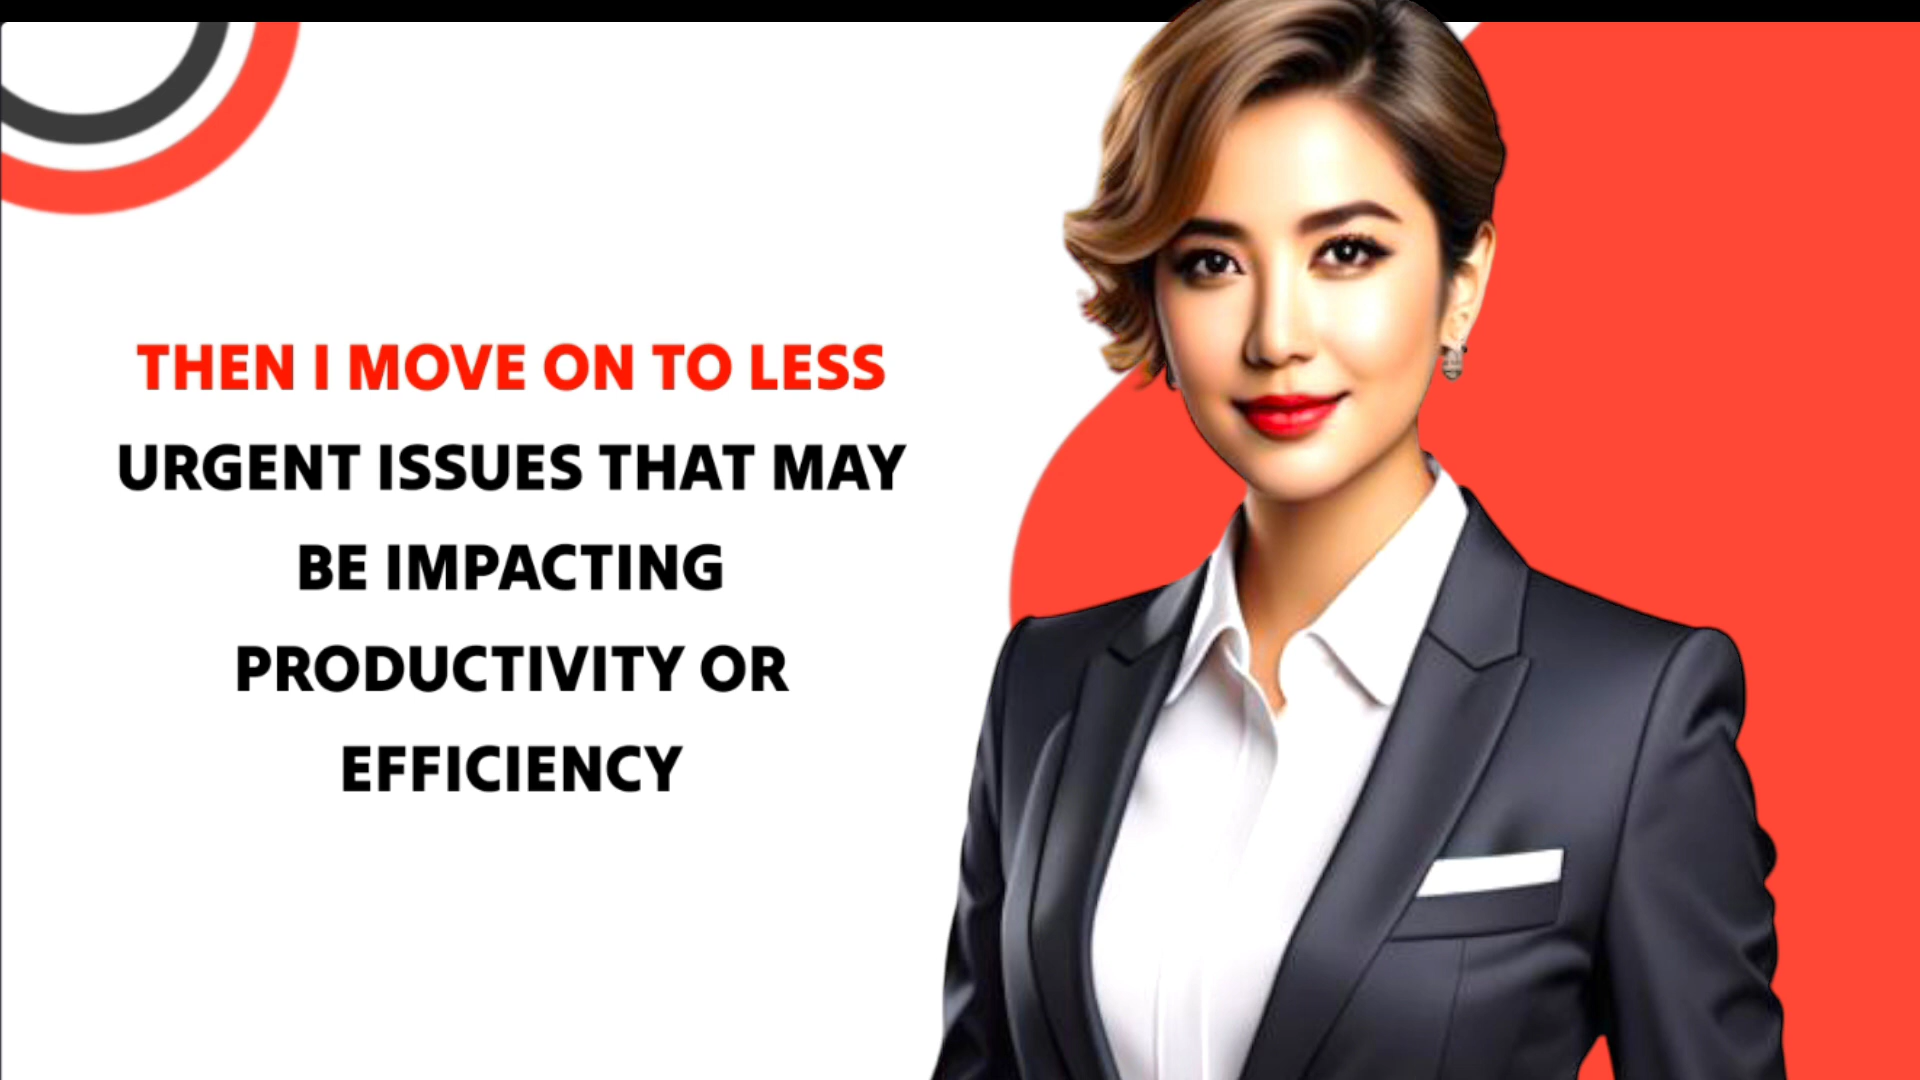 THEN I MOVE ON TO LESS
URGENT ISSUES THAT MAY
BE IMPACTING
PRODUCTIVITY OR
EFFICIENCY